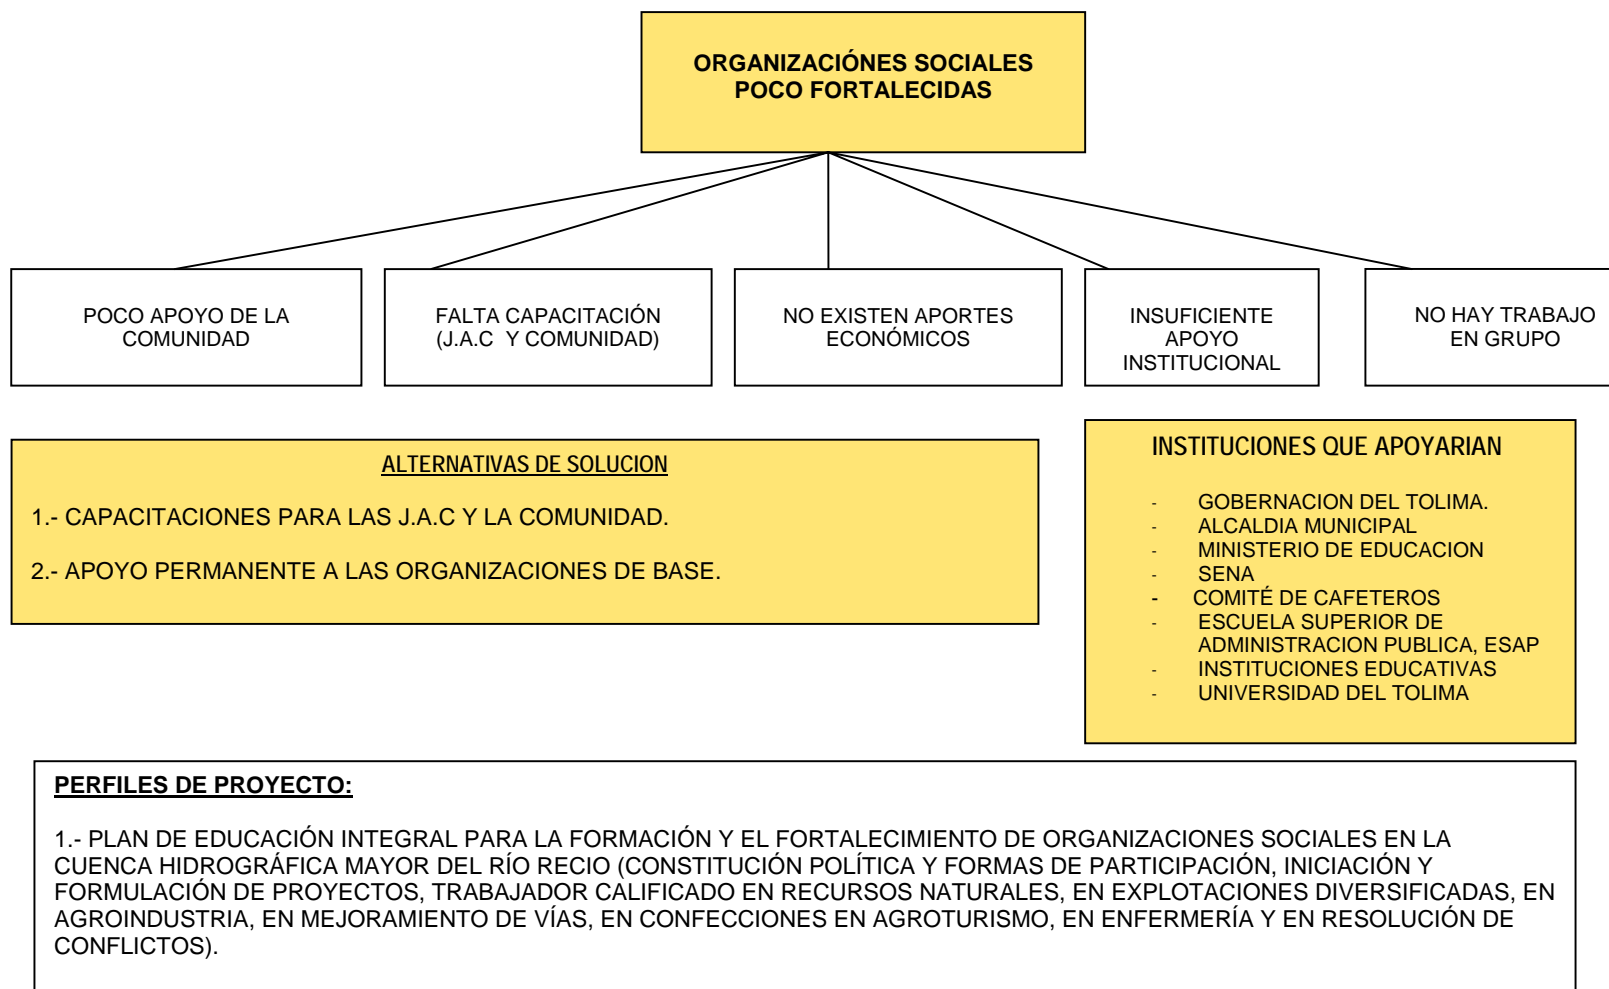 ORGANIZACIÓNES SOCIALES
POCO FORTALECIDAS
POCO APOYO DE LA
COMUNIDAD
FALTA CAPACITACIÓN
(J.A.C Y COMUNIDAD)
NO EXISTEN APORTES
ECONÓMICOS
INSUFICIENTE
APOYO
INSTITUCIONAL
NO HAY TRABAJO
EN GRUPO
ALTERNATIVAS DE SOLUCION
1.- CAPACITACIONES PARA LAS J.A.C Y LA COMUNIDAD.
2.- APOYO PERMANENTE A LAS ORGANIZACIONES DE BASE.
INSTITUCIONES QUE APOYARIAN
- GOBERNACION DEL TOLIMA.
- ALCALDIA MUNICIPAL
- MINISTERIO DE EDUCACION
- SENA
- COMITÉ DE CAFETEROS
- ESCUELA SUPERIOR DE
ADMINISTRACION PUBLICA, ESAP
- INSTITUCIONES EDUCATIVAS
- UNIVERSIDAD DEL TOLIMA
PERFILES DE PROYECTO:
1.- PLAN DE EDUCACIÓN INTEGRAL PARA LA FORMACIÓN Y EL FORTALECIMIENTO DE ORGANIZACIONES SOCIALES EN LA
CUENCA HIDROGRÁFICA MAYOR DEL RÍO RECIO (CONSTITUCIÓN POLÍTICA Y FORMAS DE PARTICIPACIÓN, INICIACIÓN Y
FORMULACIÓN DE PROYECTOS, TRABAJADOR CALIFICADO EN RECURSOS NATURALES, EN EXPLOTACIONES DIVERSIFICADAS, EN
AGROINDUSTRIA, EN MEJORAMIENTO DE VÍAS, EN CONFECCIONES EN AGROTURISMO, EN ENFERMERÍA Y EN RESOLUCIÓN DE
CONFLICTOS).